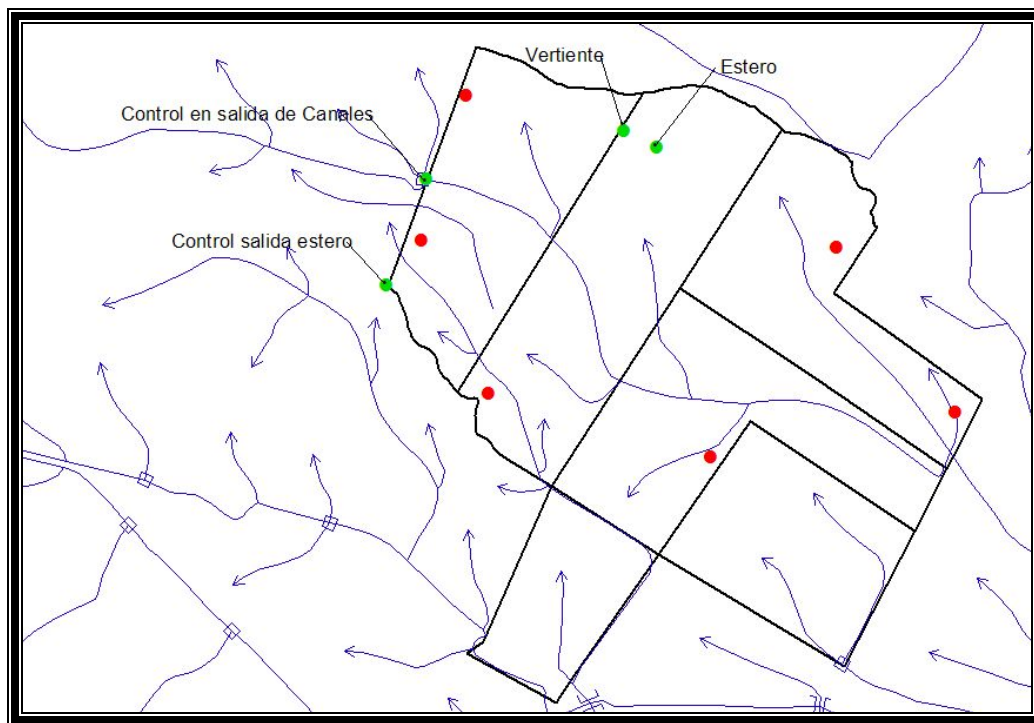 Vertiente
Estero
Control en salida de Canales
Control salida estero